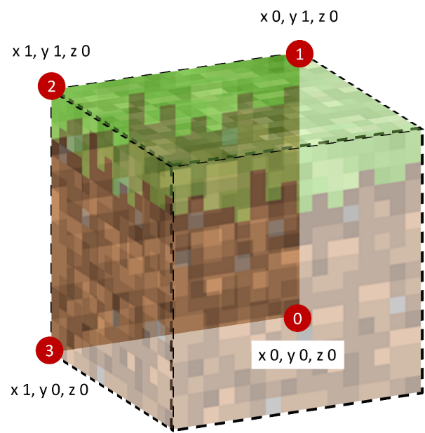 x 0, y 1, z 0
1
x 1, y 1, z 0
2
0
x 0, y 0, z 0
3
x 1, y 0, z 0